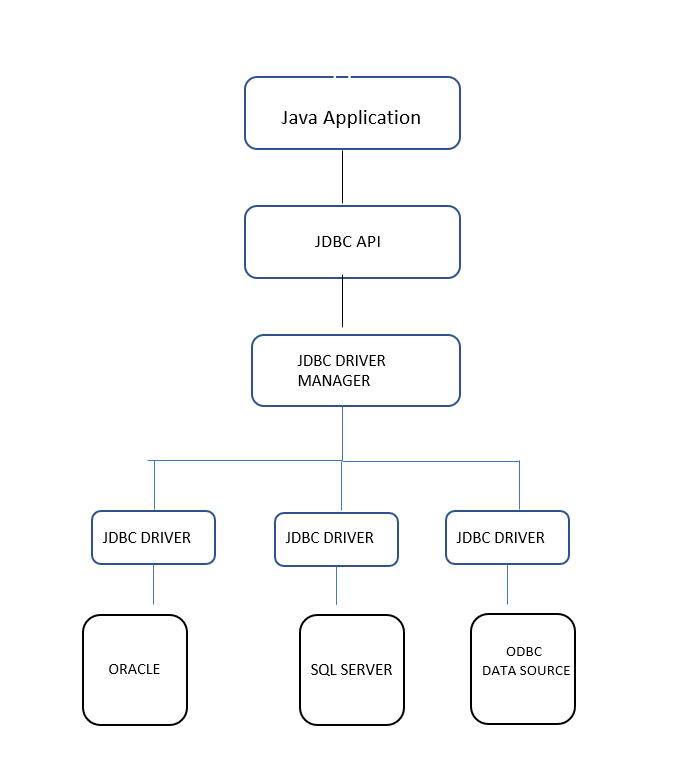 Java Application
JDBC API
JDBC DRIVER
MANAGER
JDBC DRIVER
JDBC DRIVER
JDBC DRIVER
ORACLE
SQL SERVER
ODBC
DATA SOURCE